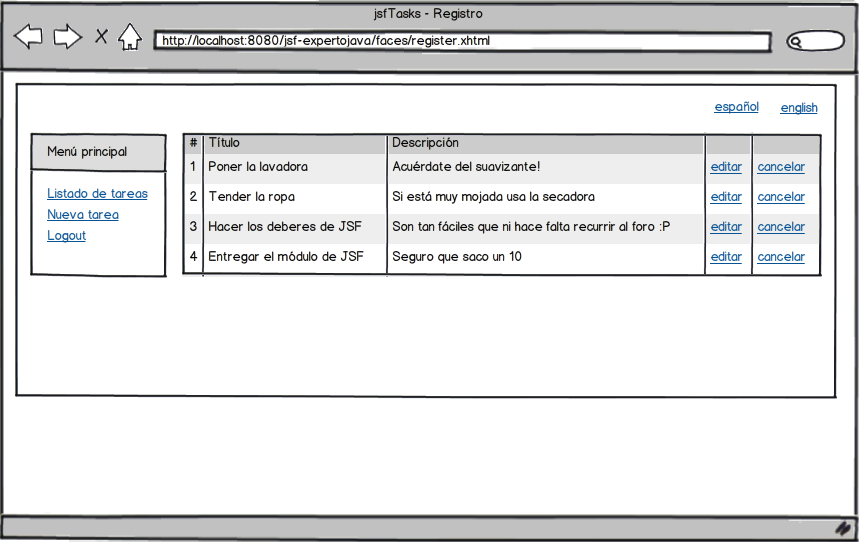 jsfTasks - Registro
http://localhost:8080/jsf-expertojava/faces/register.xhtml
español english
Menú principal
Listado de tareas
Nueva tarea
Logout
# Título Descripción
1 Poner la lavadora Acuérdate del suavizante! editar cancelar
2 Tender la ropa Si está muy mojada usa la secadora editar cancelar
3 Hacer los deberes de JSF Son tan fáciles que ni hace falta recurrir al foro :P editar cancelar
4 Entregar el módulo de JSF Seguro que saco un 10 editar cancelar